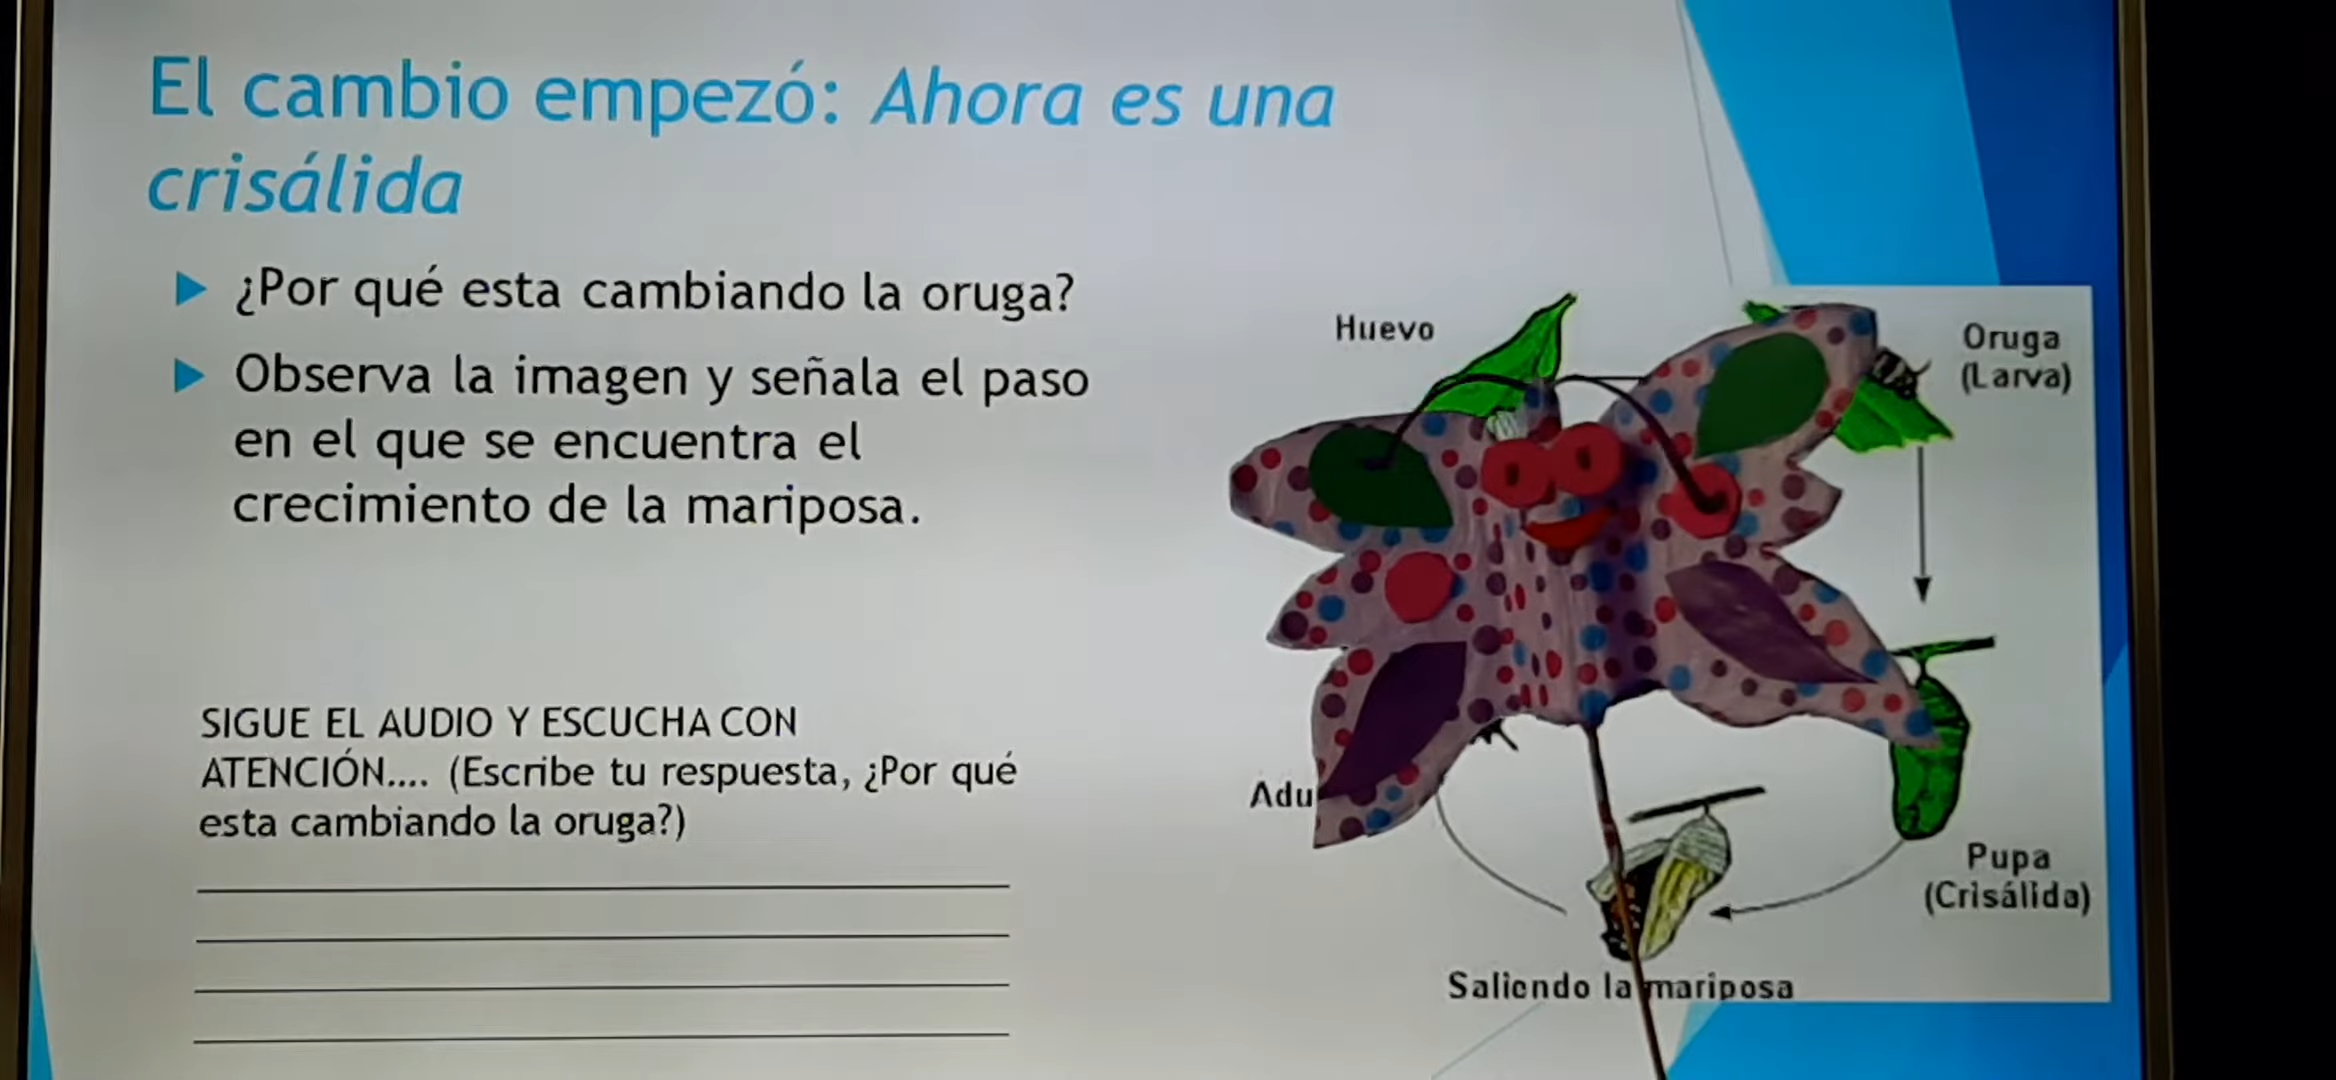 El cambio empezó: Ahora es una
crisálida
¿Por qué esta cambiando la oruga?
Observa la imagen y señala el paso
en el que se encuentra el
crecimiento de la mariposa.
SIGUE EL AUDIO Y ESCUCHA CON
ATENCIÓN.... (Escribe tu respuesta, ¿Por qué
esta cambiando la oruga?)
Huevo
Oruga
(Larva)
Pupa
(Crisálida)
Saliendo la mariposa
Adu